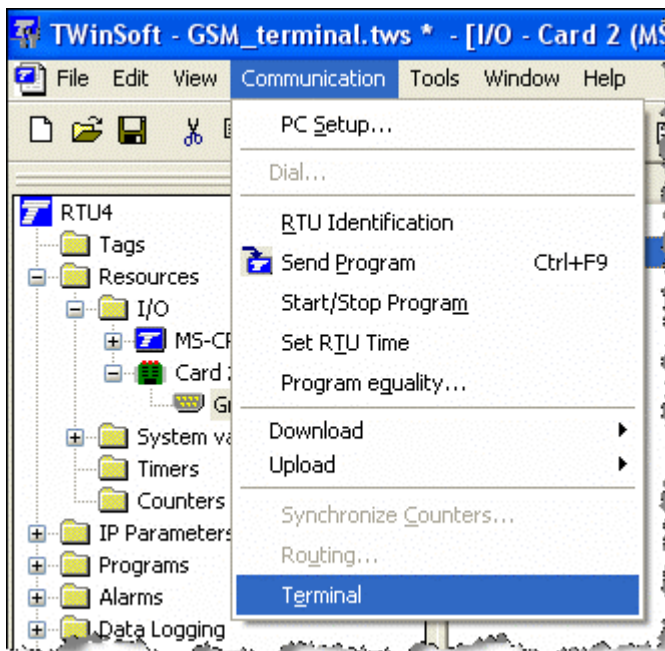 TWinSoft - GSM_terminal.tws * - [I/O - Card 2 (MS
File Edit View Communication Tools Window Help
PC Setup...
Dial...
RTU4
RTU Identification
Tags
Send Program Ctrl+F9
Resources
Start/Stop Program
I/O
Set RTU Time
MS-CP
Card 2
Program equality...
Gr
Download
System va
Upload
Timers
Counters
Synchronize Counters...
IP Parameters
Routing...
Programs
Alarms
Terminal
Data Logging